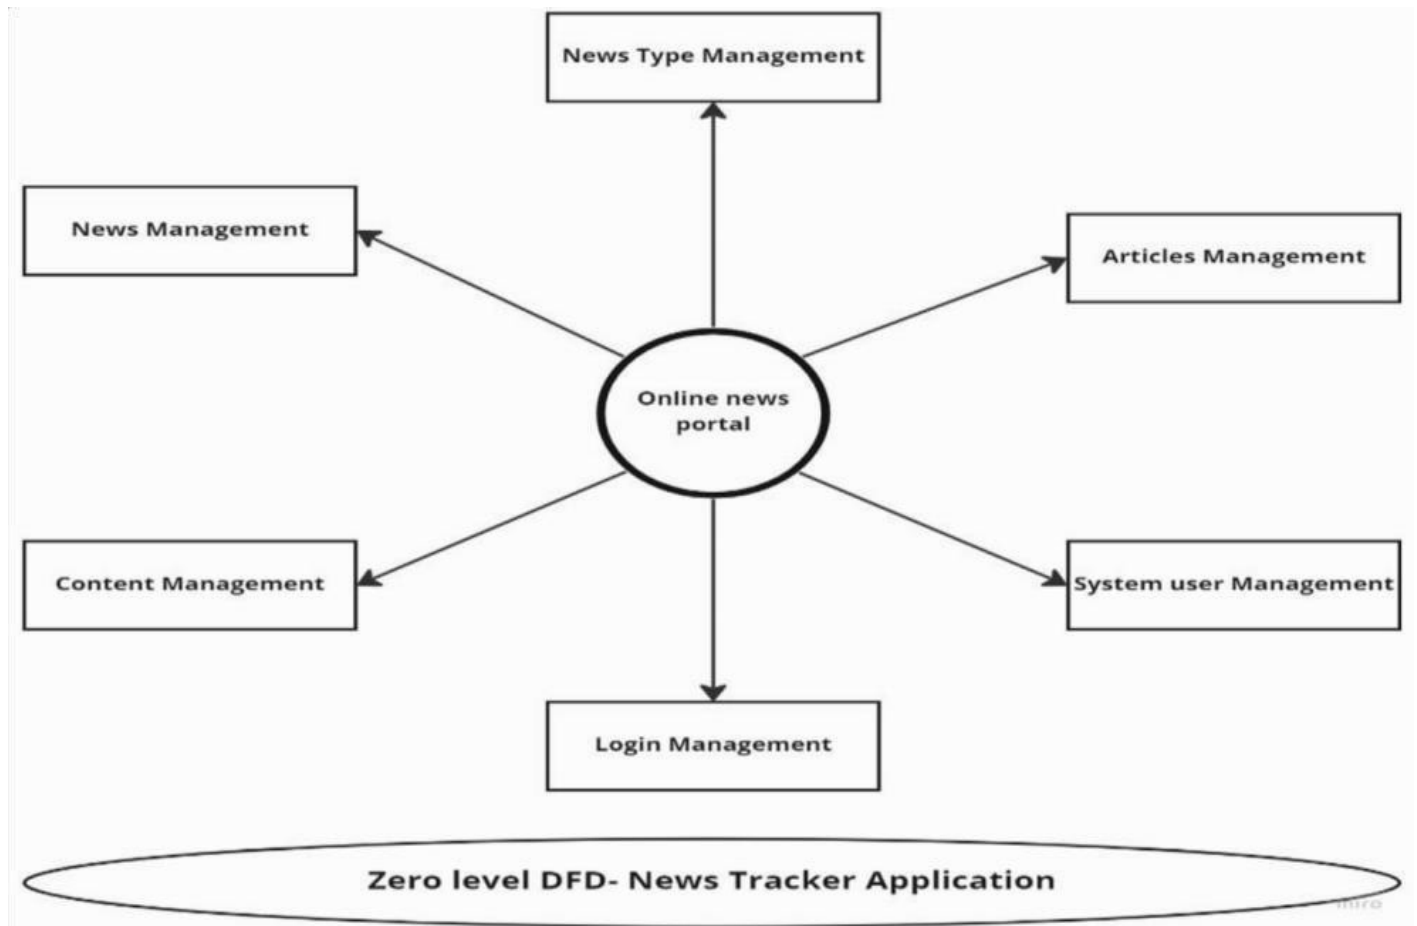 News Type Management
News Management
Articles Management
Online news
portal
Content Management
System user Management
Login Management
Zero level DFD- News Tracker Application
miro